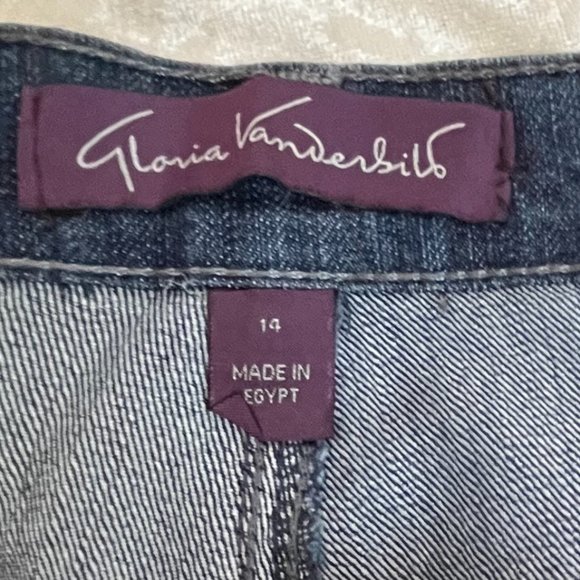 Gloria Vanderbilt
14
MADE IN
EGYPT